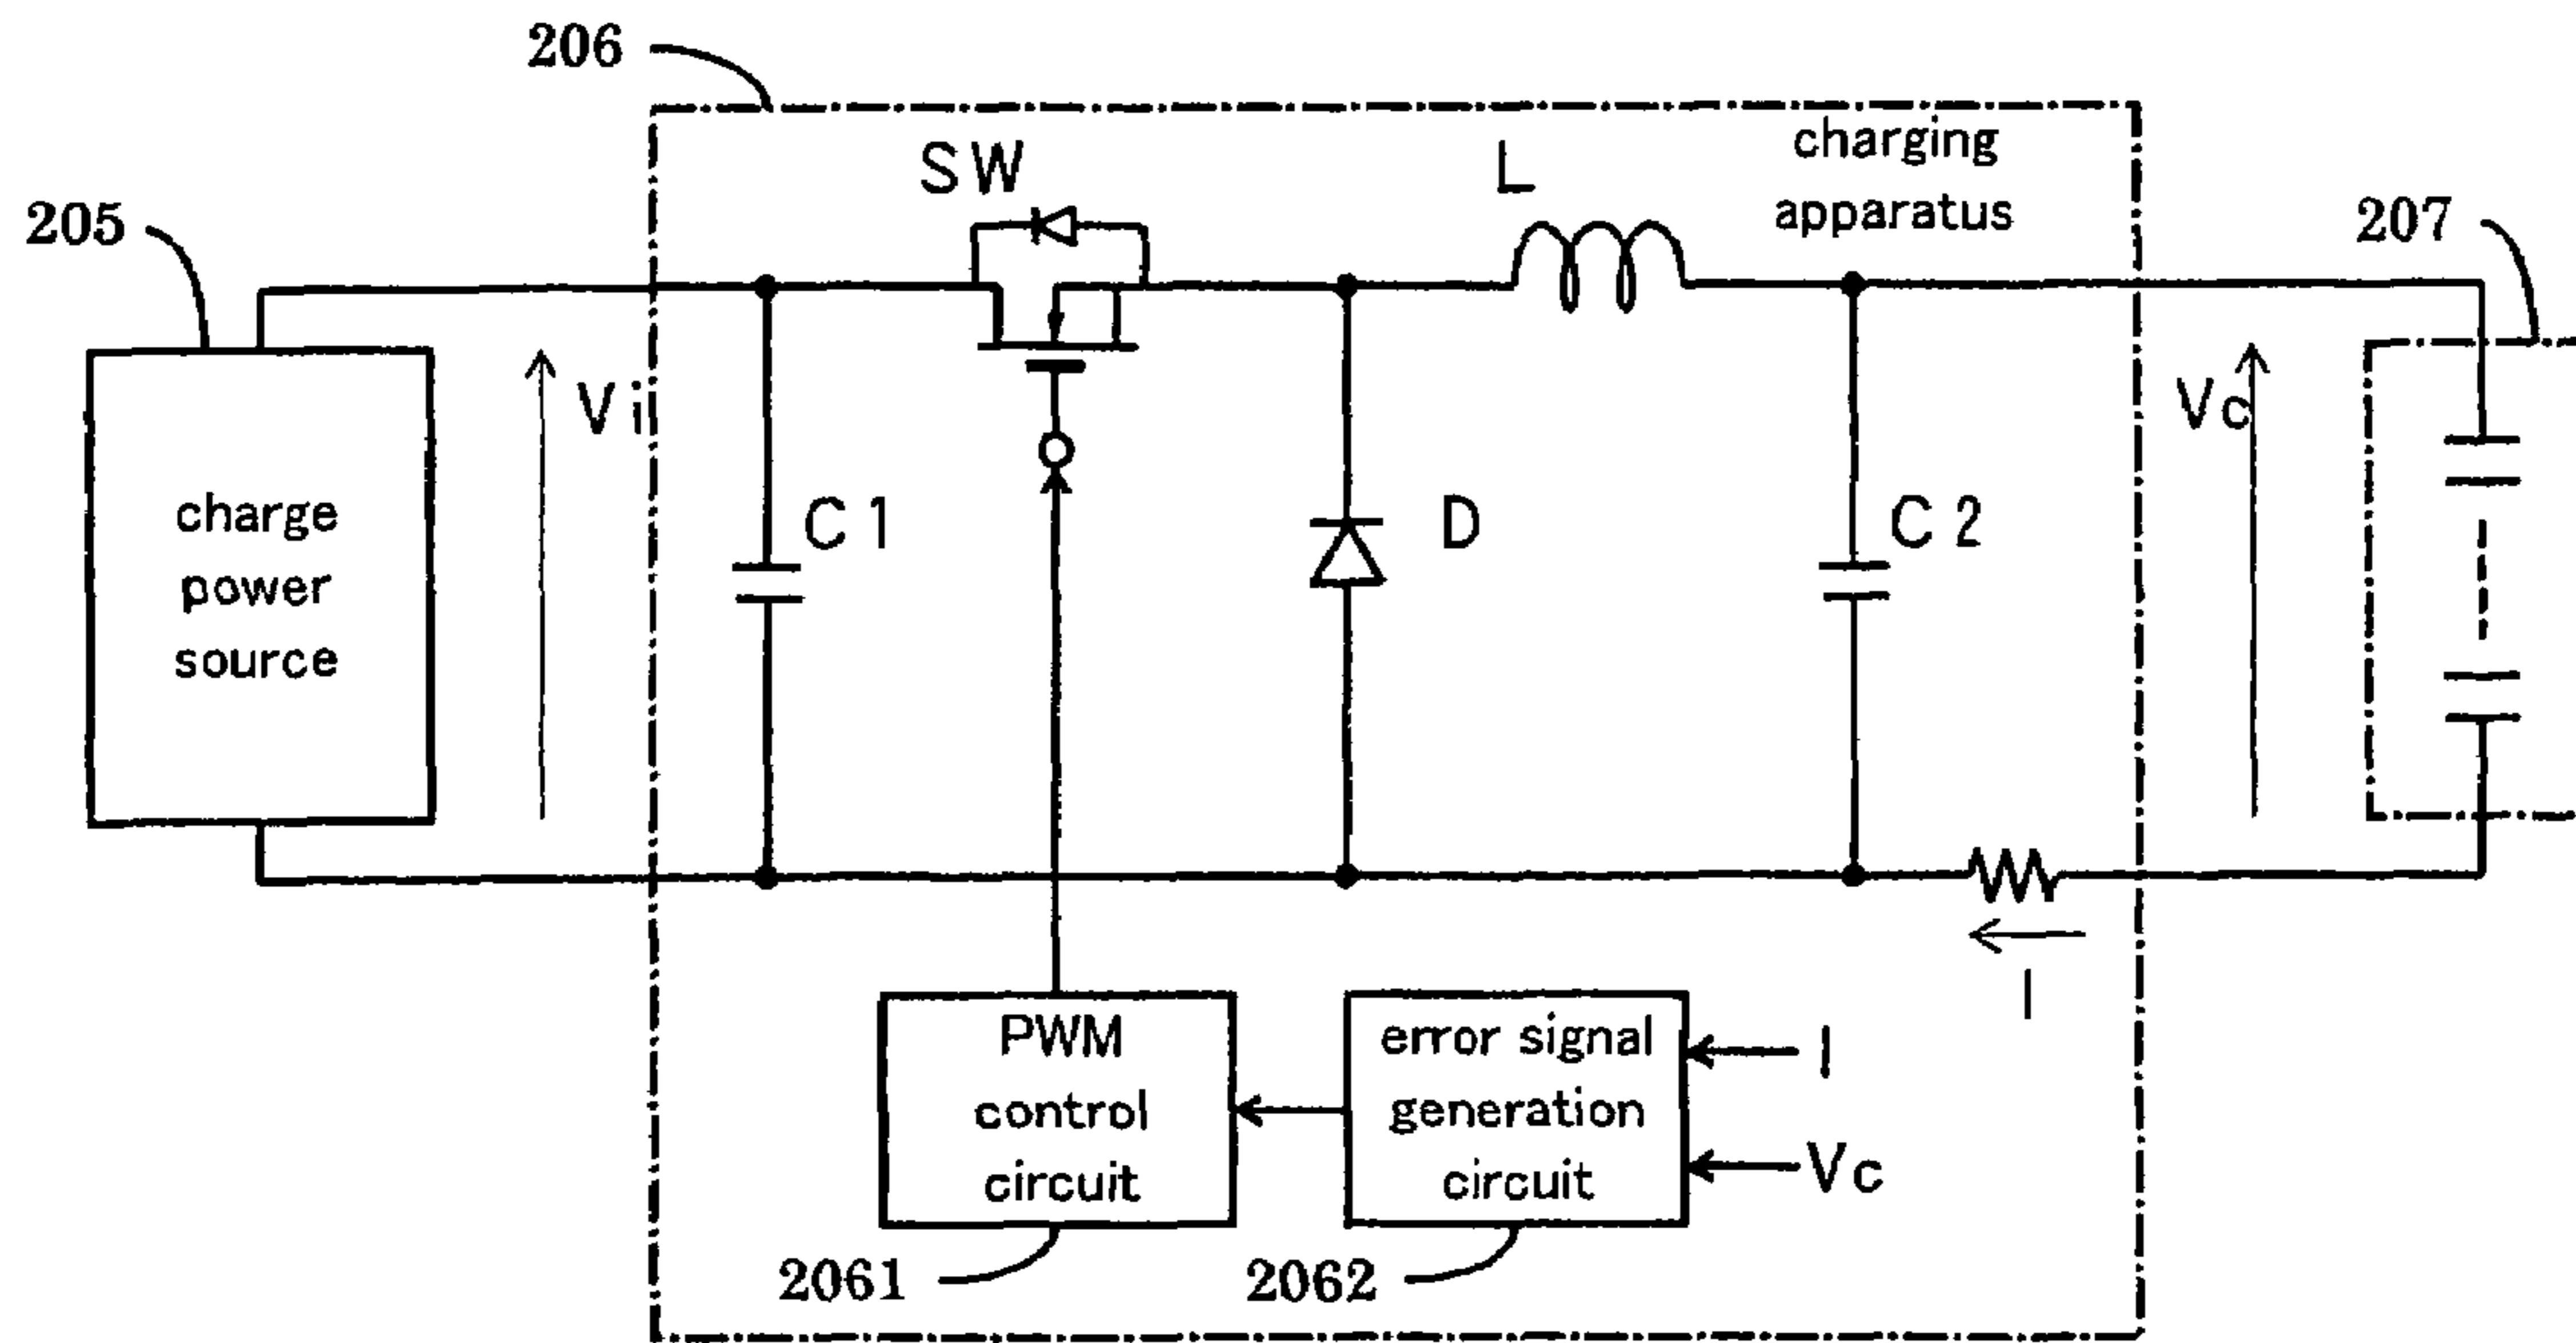 206
SW
L
charging
apparatus
205
207
Vi
Vc
charge
power
source
C1
D
C2
I
PWM
control
circuit
error signal
generation
circuit
I
Vc
2061
2062